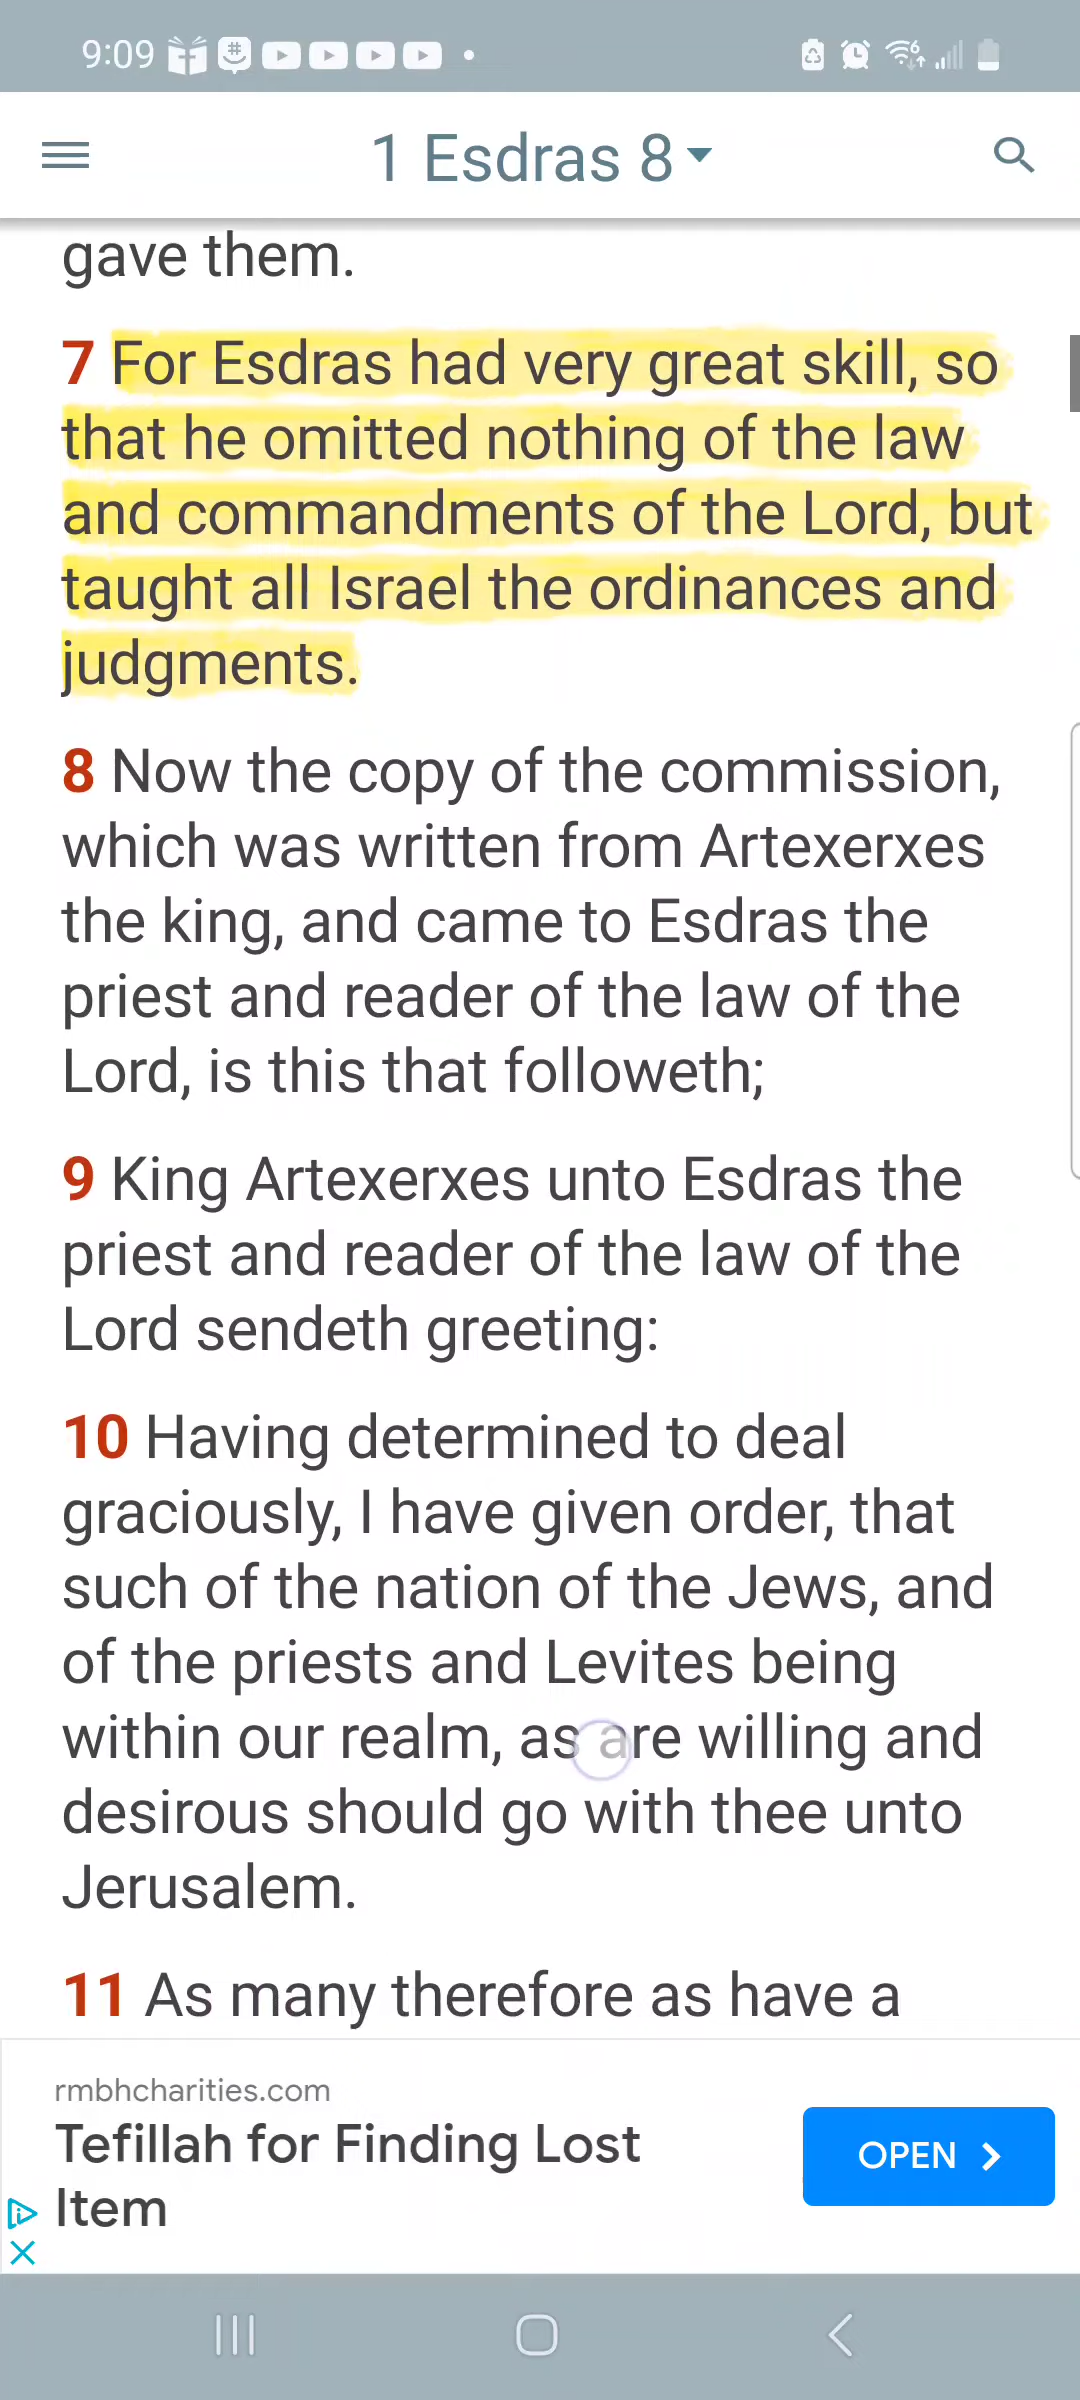 9:09
1 Esdras 8
gave them.
7 For Esdras had very great skill, so
that he omitted nothing of the law
and commandments of the Lord, but
taught all Israel the ordinances and
judgments.
8 Now the copy of the commission,
which was written from Artexerxes
the king, and came to Esdras the
priest and reader of the law of the
Lord, is this that followeth;
9 King Artexerxes unto Esdras the
priest and reader of the law of the
Lord sendeth greeting:
10 Having determined to deal
graciously, I have given order, that
such of the nation of the Jews, and
of the priests and Levites being
within our realm, as are willing and
desirous should go with thee unto
Jerusalem.
11 As many therefore as have a
rmbhcharities.com
Tefillah for Finding Lost
Item
OPEN